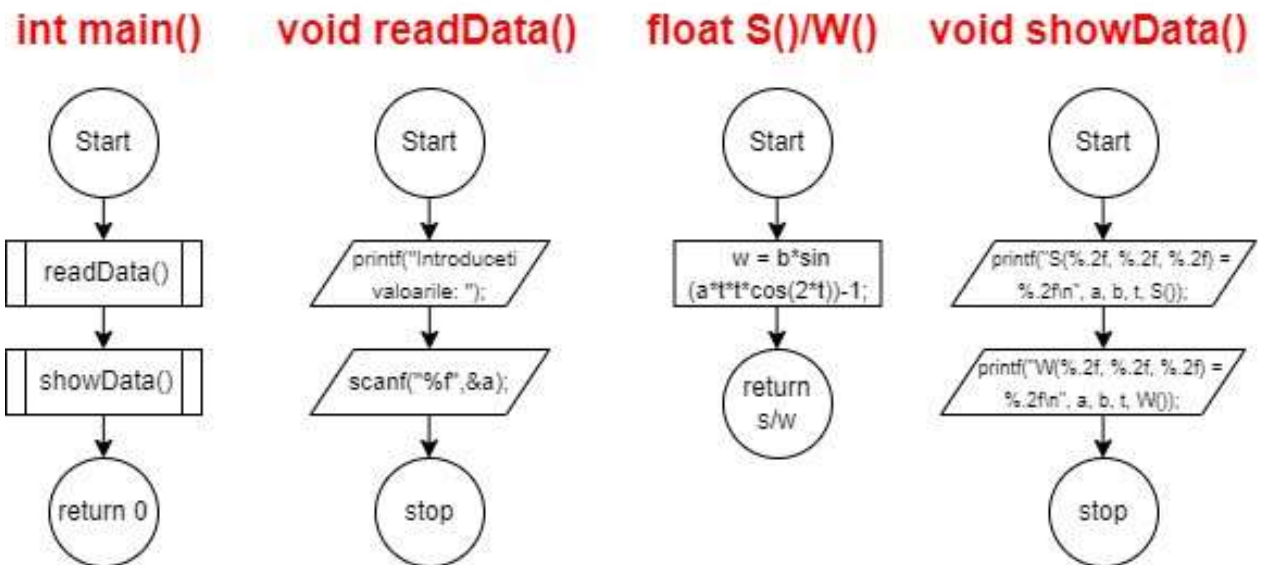 int main()
Start
readData()
showData()
return 0
void readData()
Start
printf("Introduceti
valoarile: ");
scanf("%f",&a);
stop
float S()/W()
Start
w = b*sin
(a*t*t*cos(2*t))-1;
return
s/w
void showData()
Start
printf("S(%.2f, %.2f, %.2f) =
%.2f\n", a, b, t, S());
printf("W(%.2f, %.2f, %.2f) =
%.2f\n", a, b, t, W());
stop